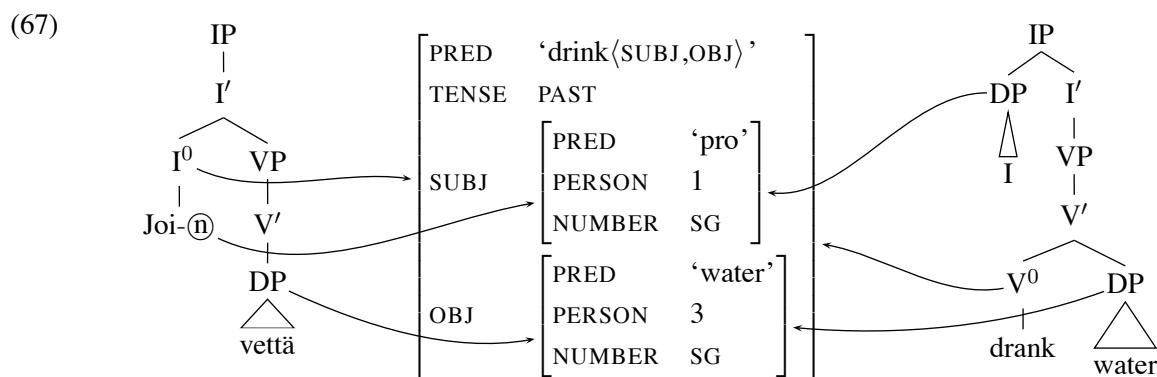 (67)
IP
I′
I⁰ VP
Joi-ⓝ V′
DP
vettä
PRED ‘drink⟨SUBJ,OBJ⟩’
TENSE PAST
SUBJ
PRED ‘pro’
PERSON 1
NUMBER SG
OBJ
PRED ‘water’
PERSON 3
NUMBER SG
IP
DP I′
I VP
V′
V⁰ DP
drank water